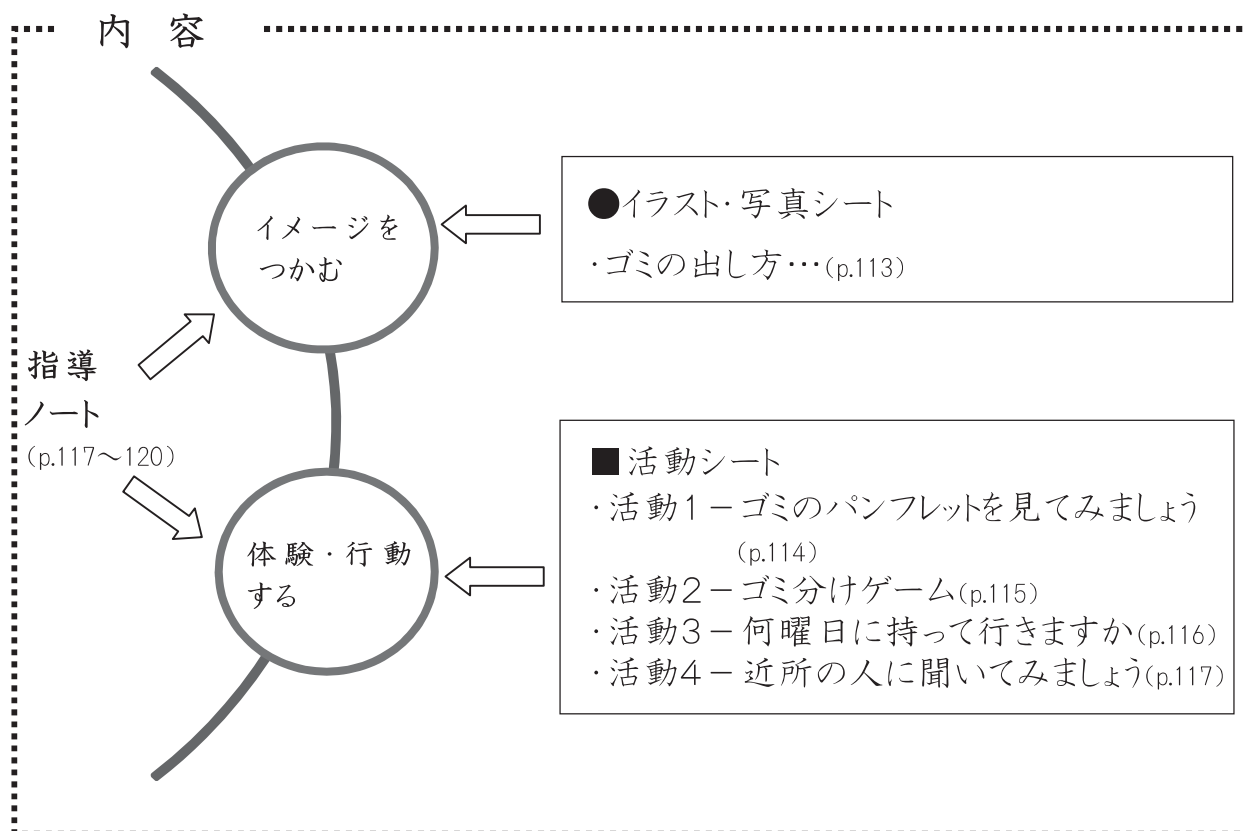 内 容
イメージを
つかむ
●イラスト・写真シート
・ゴミの出し方…(p.113)
指導
ノート
(p.117～120)
体験・行動
する
■活動シート
・活動1－ゴミのパンフレットを見てみましょう
(p.114)
・活動2－ゴミ分けゲーム(p.115)
・活動3－何曜日に持って行きますか(p.116)
・活動4－近所の人に聞いてみましょう(p.117)